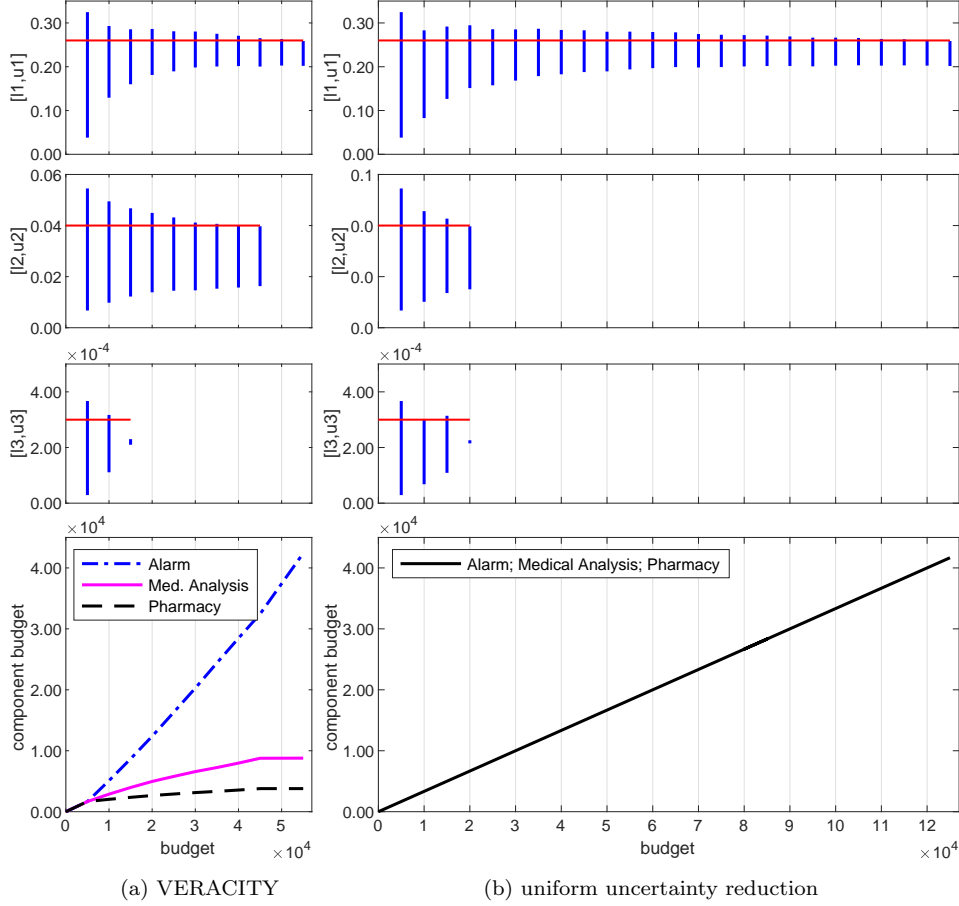 [l1,u1]
0.30
0.20
0.10
0.00
[l1,u1]
0.30
0.20
0.10
0.00
[l2,u2]
0.06
0.04
0.02
0.00
[l2,u2]
0.1
0.0
0.0
0.0
×10⁻⁴
[l3,u3]
4.00
2.00
0.00
×10⁻⁴
[l3,u3]
4.00
2.00
0.00
×10⁴
component budget
4.00
3.00
2.00
1.00
0.00
Alarm
Med. Analysis
Pharmacy
0 1 2 3 4 5
budget
×10⁴
×10⁴
component budget
4.00
3.00
2.00
1.00
0.00
Alarm; Medical Analysis; Pharmacy
0 1 2 3 4 5 6 7 8 9 10 11 12
budget
×10⁴
(a) VERACITY
(b) uniform uncertainty reduction